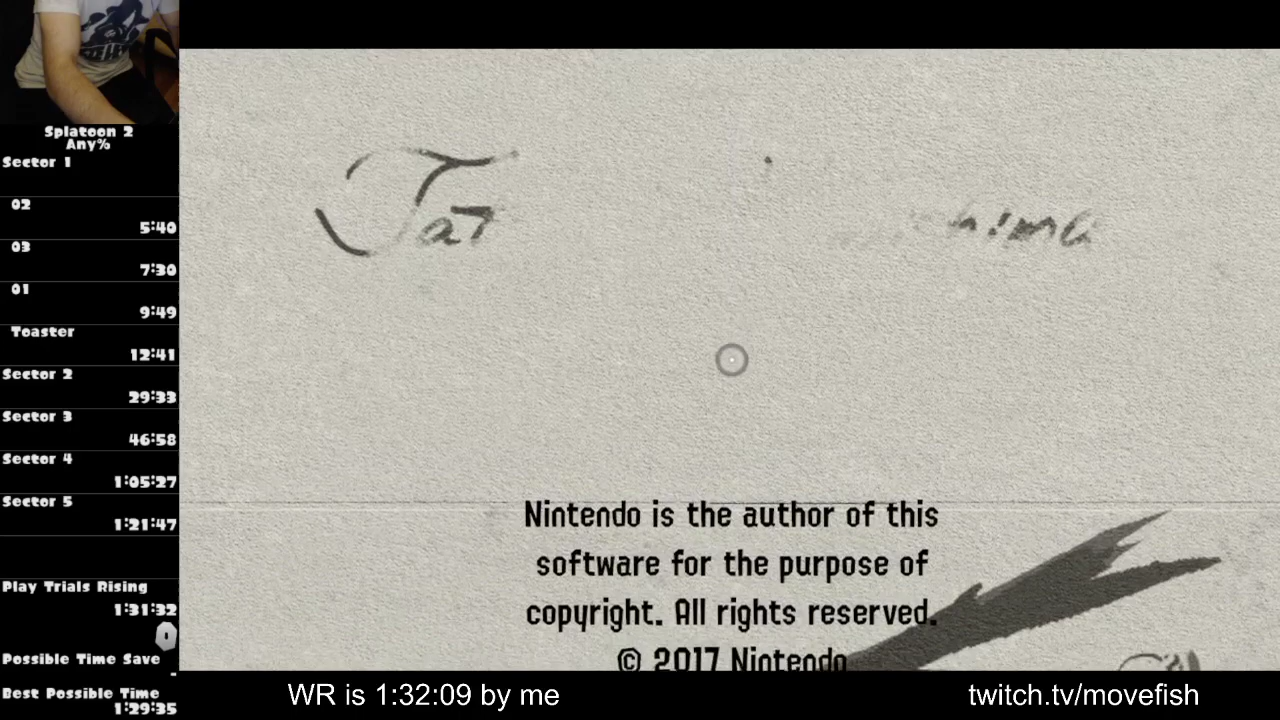 Splatoon 2
Any%
Sector 1
02
5:40
03
7:30
01
9:49
Toaster
12:41
Sector 2
29:33
Sector 3
46:58
Sector 4
1:05:27
Sector 5
1:21:47
Play Trials Rising
1:31:32
0
Possible Time Save
-
Best Possible Time
1:29:35
Nintendo is the author of this
software for the purpose of
copyright. All rights reserved.
© 2017 Nintendo
WR is 1:32:09 by me
twitch.tv/movefish